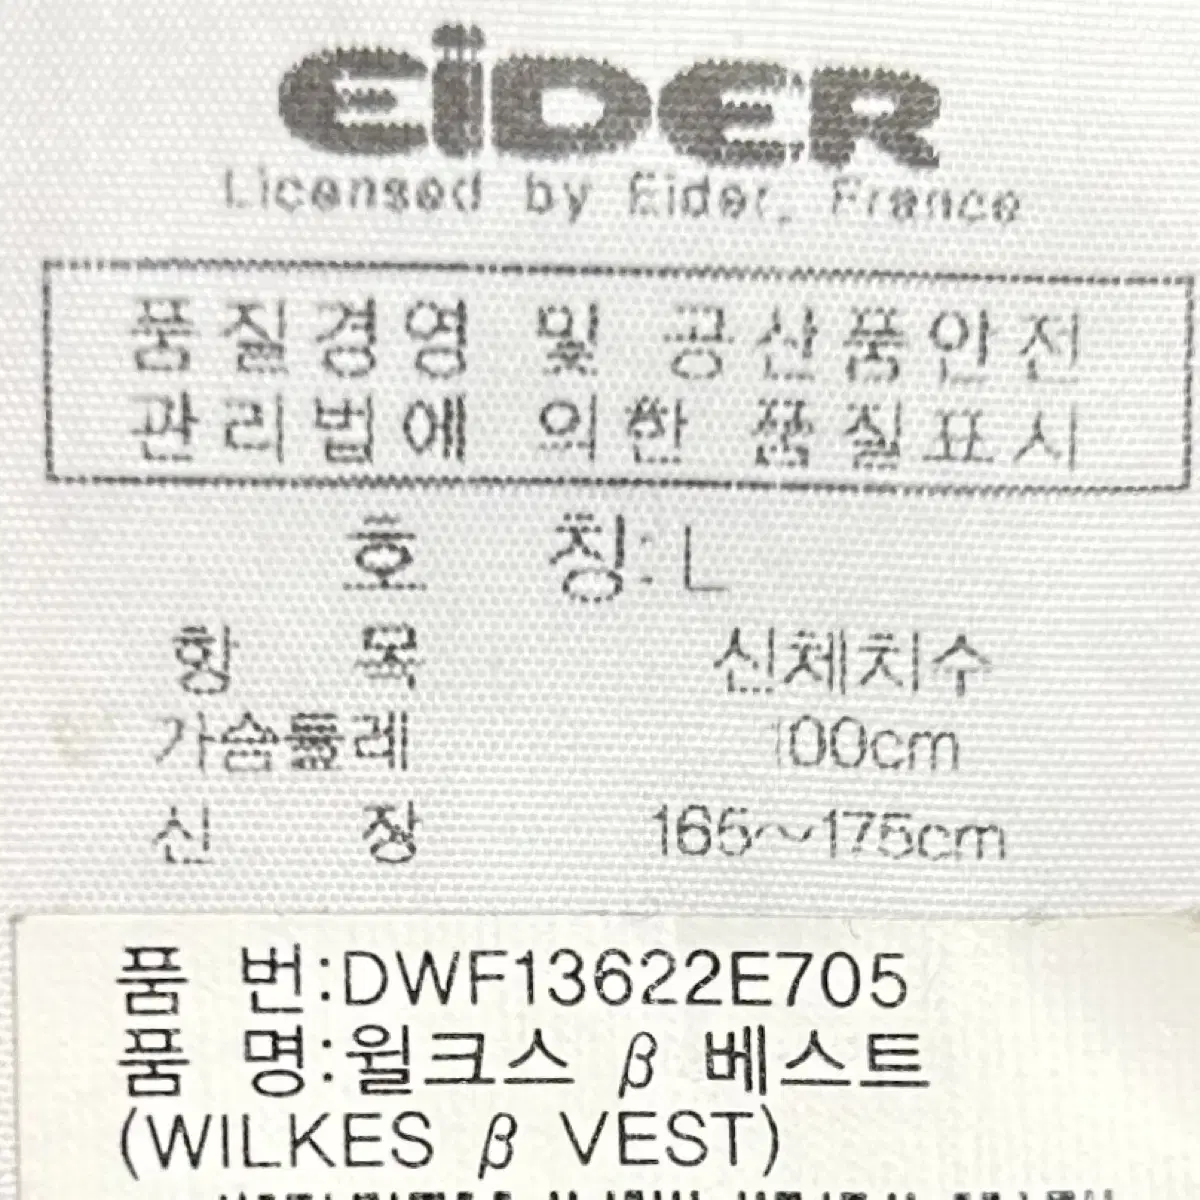 EiDER
Licensed by Eider, France
품질경영 및 공산품안전
관리법에 의한 품질표시
호 칭: L
항 목 신체치수
가슴둘레 100cm
신 장 165~175cm
품 번:DWF13622E705
품 명:윌크스 β 베스트
(WILKES β VEST)